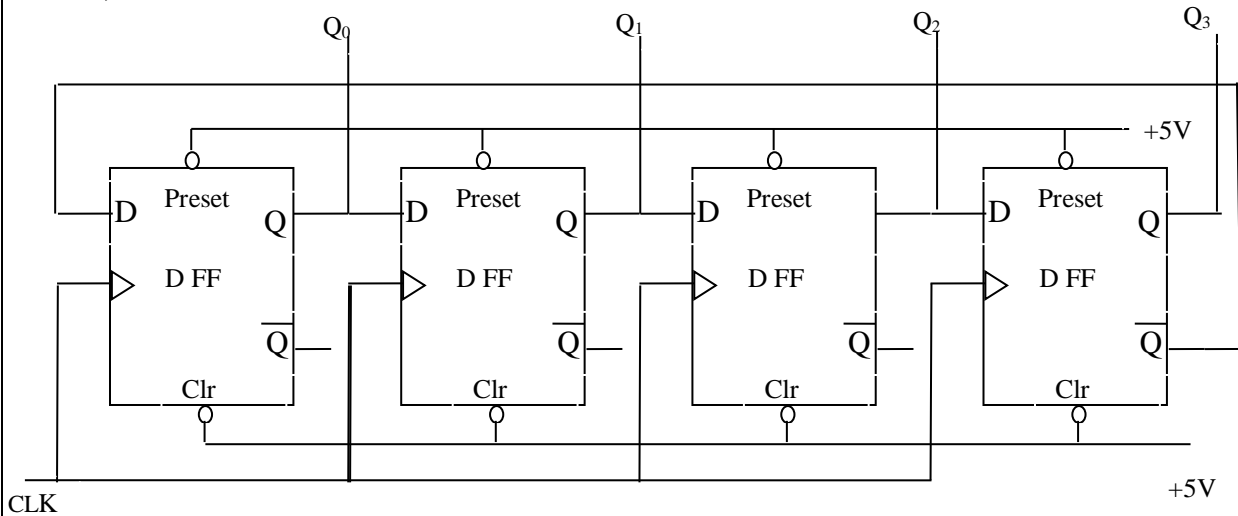 Q₀ Q₁ Q₂ Q₃
+5V
Preset Preset Preset Preset
D Q D Q D D Q
D FF D FF D FF D FF
Q̅ Q̅ Q̅ Q̅
Clr Clr Clr Clr
+5V
CLK